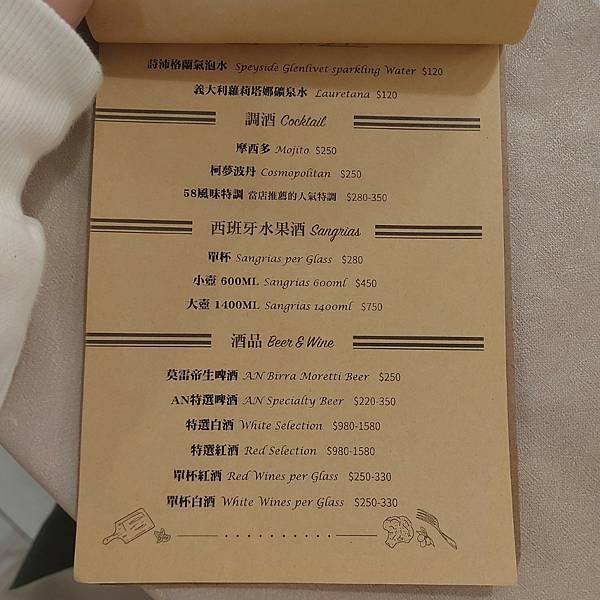 詩沛格蘭氣泡水 Speyside Glenlivet sparkling Water $120
義大利蘿莉塔娜礦泉水 Lauretana $120
調酒 Cocktail
摩西多 Mojito $250
柯夢波丹 Cosmopolitan $250
58風味特調 當店推薦的人氣特調 $280-350
西班牙水果酒 Sangrias
單杯 Sangrias per Glass $280
小壺 600ML Sangrias 600ml $450
大壺 1400ML Sangrias 1400ml $750
酒品 Beer & Wine
莫雷帝生啤酒 AN Birra Moretti Beer $250
AN特選啤酒 AN Specialty Beer $220-350
特選白酒 White Selection $980-1580
特選紅酒 Red Selection $980-1580
單杯紅酒 Red Wines per Glass $250-330
單杯白酒 White Wines per Glass $250-330